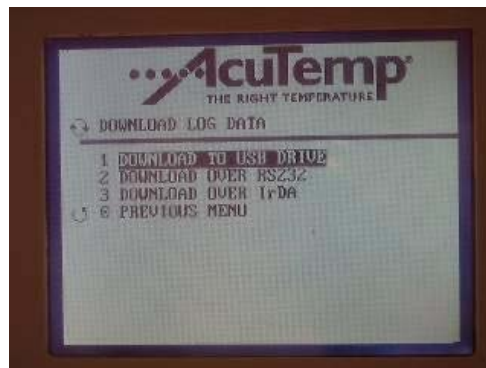 AcuTemp
THE RIGHT TEMPERATURE
DOWNLOAD LOG DATA
1 DOWNLOAD TO USB DRIVE
2 DOWNLOAD OVER RS232
3 DOWNLOAD OVER IrDA
6 PREVIOUS MENU